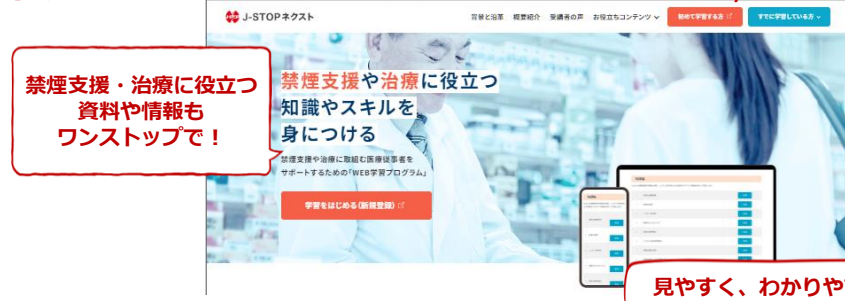 J-STOPネクスト
背景と沿革 概要紹介 受講者の声 お役立ちコンテンツ 初めて学習する方 すでに学習している方
禁煙支援・治療に役立つ
資料や情報も
ワンストップで！
禁煙支援や治療に役立つ
知識やスキルを
身につける
禁煙支援や治療に取組む医療従事者を
サポートするための「WEB学習プログラム」
学習をはじめる(新規登録)
見やすく、わかりや